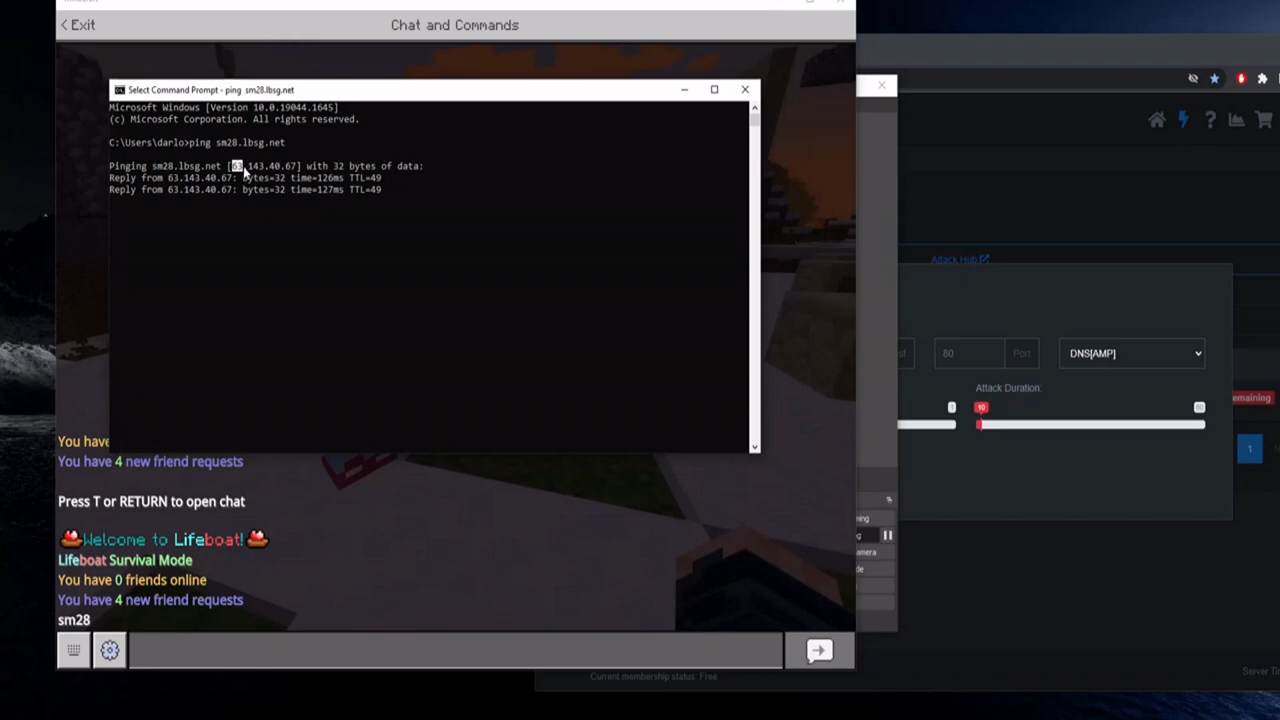 Exit
Chat and Commands
Select Command Prompt - ping sm28.lbsg.net
Microsoft Windows [Version 10.0.19044.1645]
(c) Microsoft Corporation. All rights reserved.
C:\Users\darlo>ping sm28.lbsg.net
Pinging sm28.lbsg.net [63.143.40.67] with 32 bytes of data:
Reply from 63.143.40.67: bytes=32 time=126ms TTL=49
Reply from 63.143.40.67: bytes=32 time=127ms TTL=49
Attack Hub
80
Port
DNS[AMP]
Attack Duration:
10
emaining
1
You have
You have 4 new friend requests
Press T or RETURN to open chat
Welcome to Lifeboat!
Lifeboat Survival Mode
You have 0 friends online
You have 4 new friend requests
sm28
Current membership status: Free
Server Ti